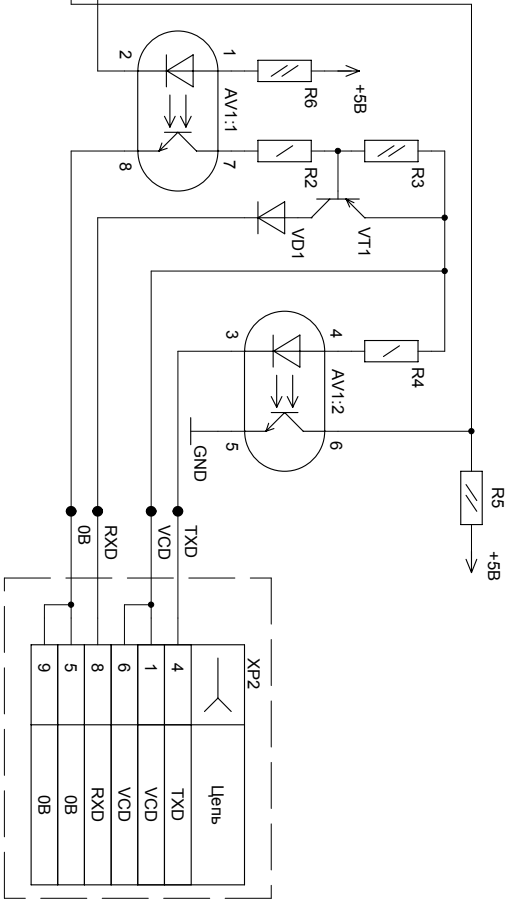 R5
+5В
R3
R4
+5В
VT1
4
AV1:2
6
R6
R2
VD1
XP2
1
AV1:1
7
3
5
GND
Цепь
TXD
4
TXD
VCD
1
VCD
2
8
6
VCD
RXD
8
RXD
0В
5
0В
9
0В